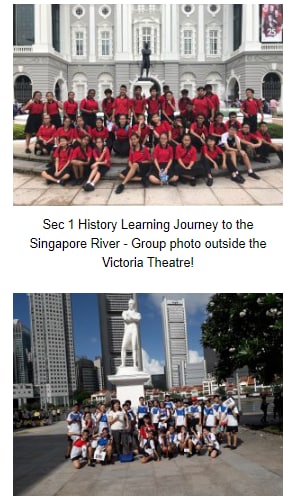 Sec 1 History Learning Journey to the
Singapore River - Group photo outside the
Victoria Theatre!